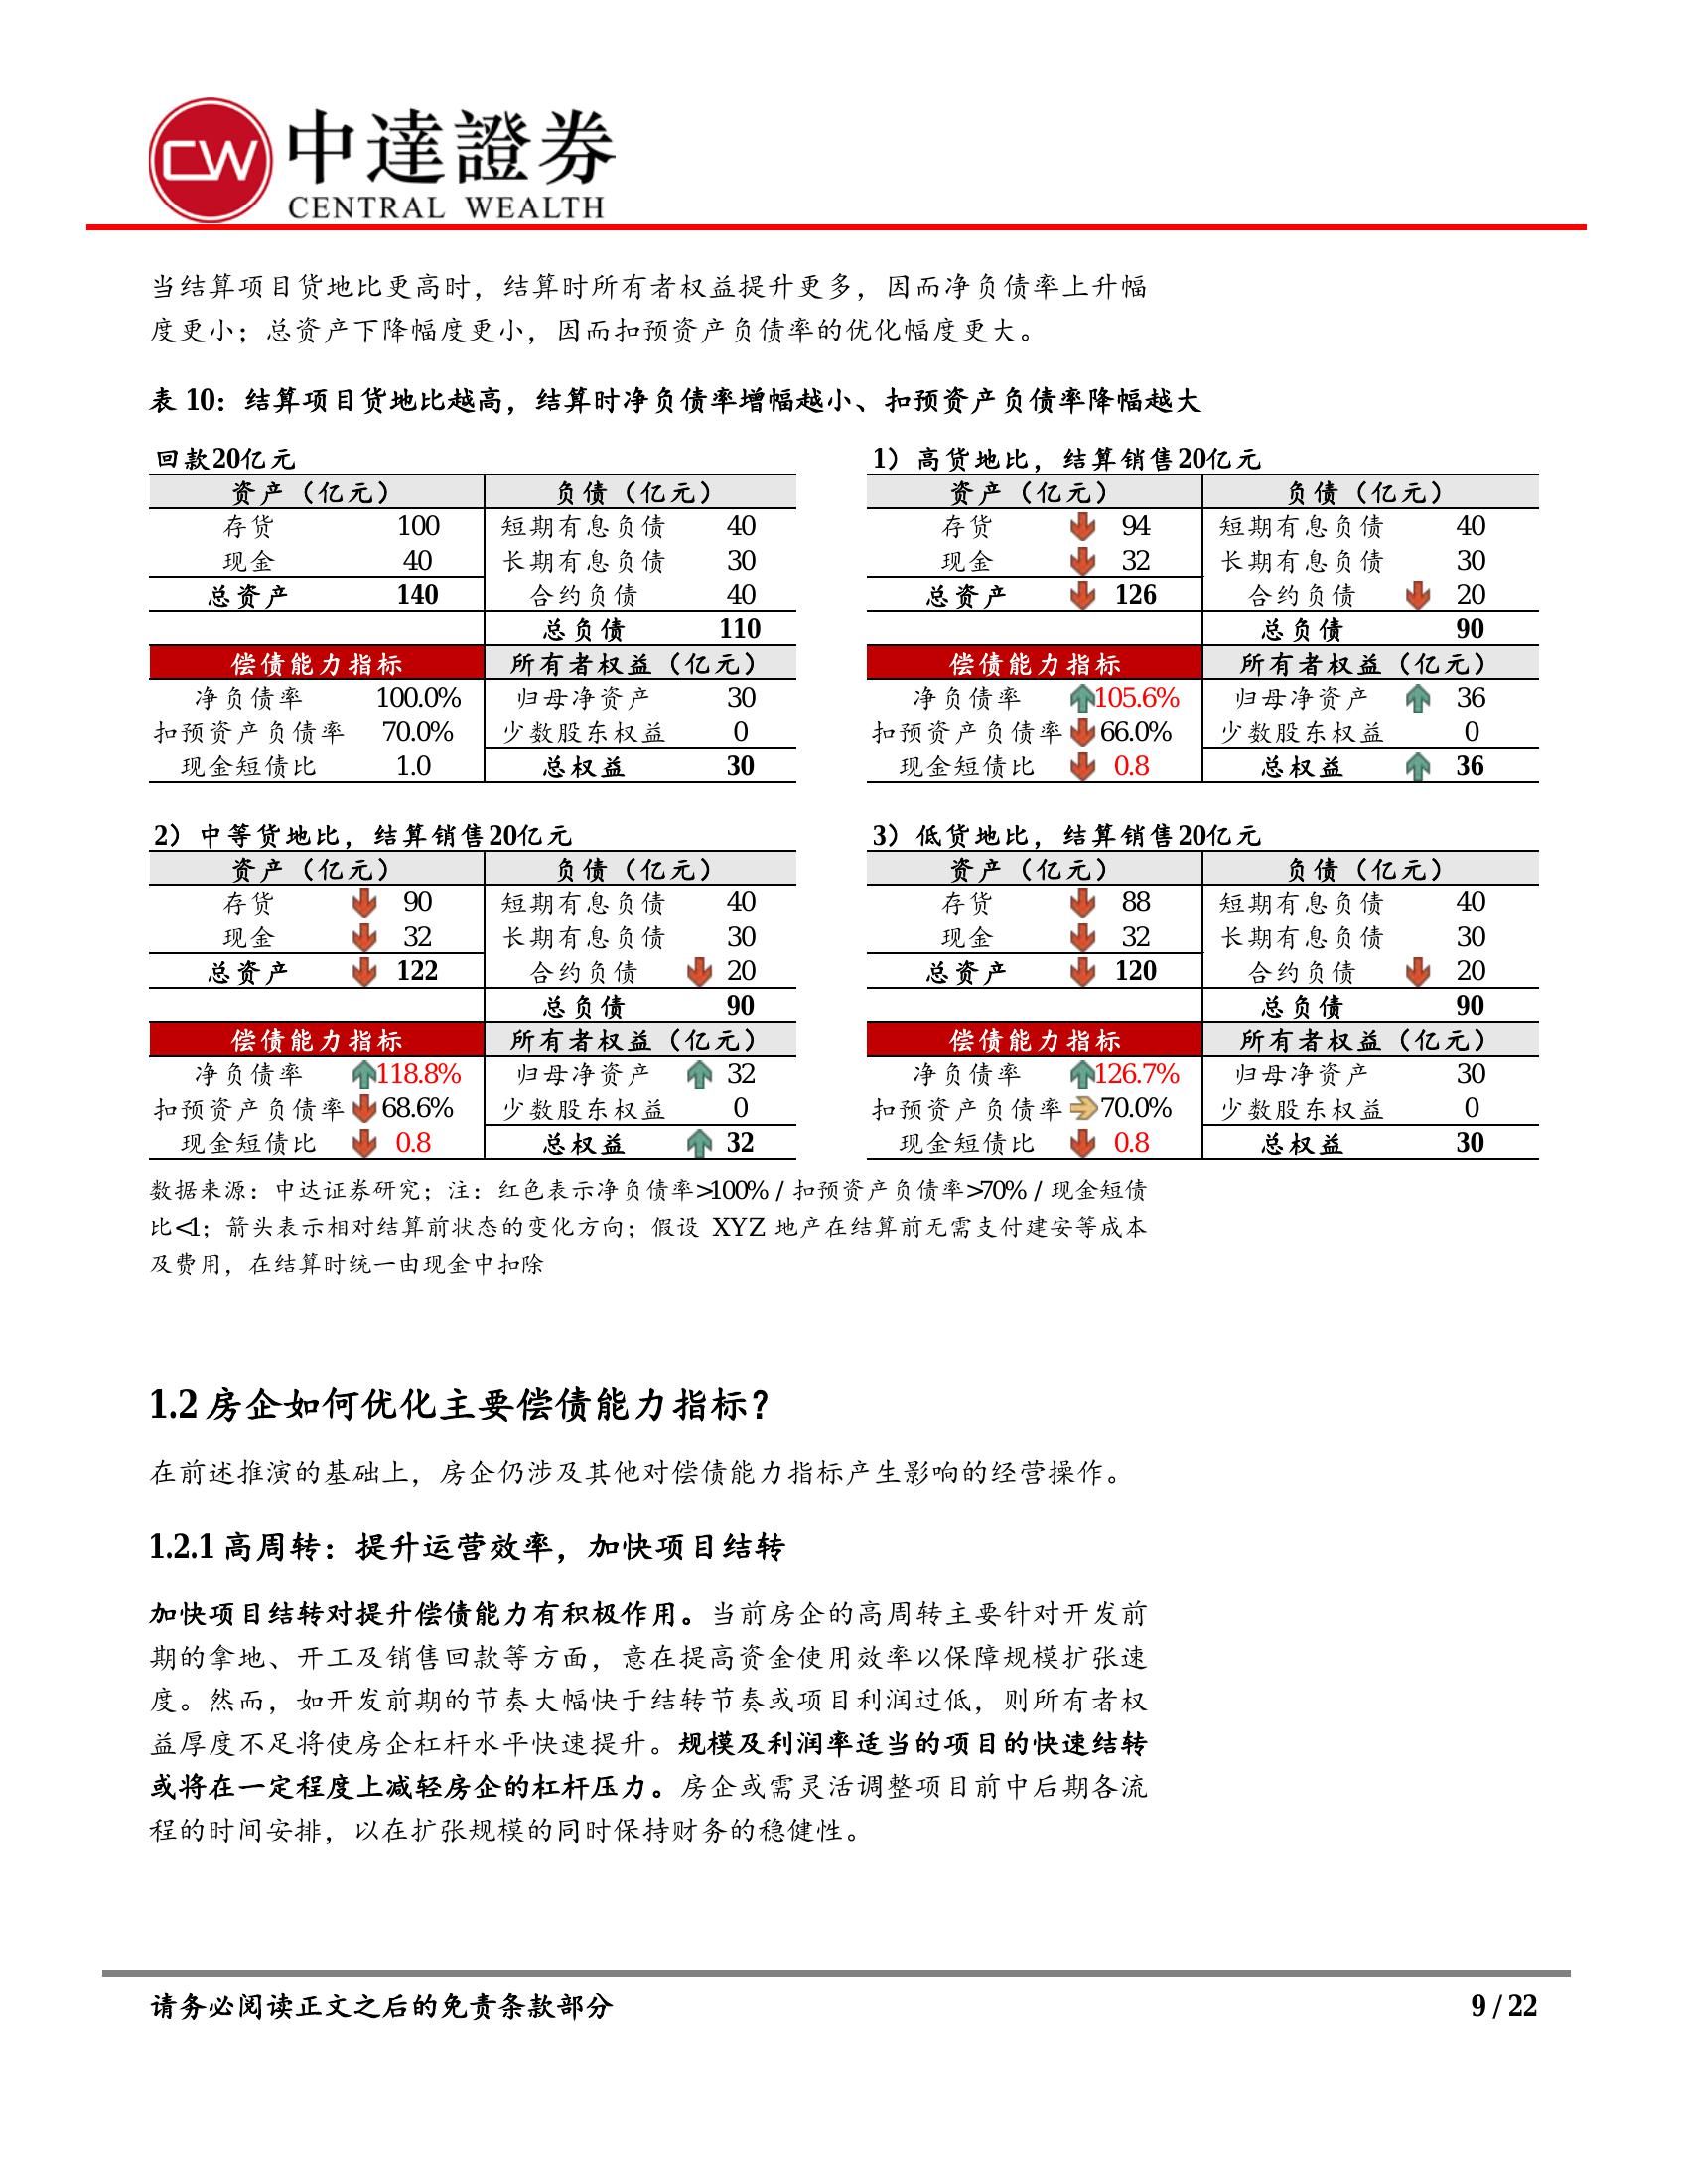 CW 中達證券
CENTRAL WEALTH
当结算项目货地比更高时，结算时所有者权益提升更多，因而净负债率上升幅
度更小；总资产下降幅度更小，因而扣预资产负债率的优化幅度更大。
表 10：结算项目货地比越高，结算时净负债率增幅越小、扣预资产负债率降幅越大
回款20亿元
资产（亿元） 负债（亿元）
存货 100 短期有息负债 40
现金 40 长期有息负债 30
总资产 140 合约负债 40
总负债 110
偿债能力指标 所有者权益（亿元）
净负债率 100.0% 归母净资产 30
扣预资产负债率 70.0% 少数股东权益 0
现金短债比 1.0 总权益 30
1）高货地比，结算销售20亿元
资产（亿元） 负债（亿元）
存货 94 短期有息负债 40
现金 32 长期有息负债 30
总资产 126 合约负债 20
总负债 90
偿债能力指标 所有者权益（亿元）
净负债率 105.6% 归母净资产 36
扣预资产负债率 66.0% 少数股东权益 0
现金短债比 0.8 总权益 36
2）中等货地比，结算销售20亿元
资产（亿元） 负债（亿元）
存货 90 短期有息负债 40
现金 32 长期有息负债 30
总资产 122 合约负债 20
总负债 90
偿债能力指标 所有者权益（亿元）
净负债率 118.8% 归母净资产 32
扣预资产负债率 68.6% 少数股东权益 0
现金短债比 0.8 总权益 32
3）低货地比，结算销售20亿元
资产（亿元） 负债（亿元）
存货 88 短期有息负债 40
现金 32 长期有息负债 30
总资产 120 合约负债 20
总负债 90
偿债能力指标 所有者权益（亿元）
净负债率 126.7% 归母净资产 30
扣预资产负债率 70.0% 少数股东权益 0
现金短债比 0.8 总权益 30
数据来源：中达证券研究；注：红色表示净负债率>100% / 扣预资产负债率>70% / 现金短债
比<1；箭头表示相对结算前状态的变化方向；假设 XYZ 地产在结算前无需支付建安等成本
及费用，在结算时统一由现金中扣除
1.2 房企如何优化主要偿债能力指标？
在前述推演的基础上，房企仍涉及其他对偿债能力指标产生影响的经营操作。
1.2.1 高周转：提升运营效率，加快项目结转
加快项目结转对提升偿债能力有积极作用。当前房企的高周转主要针对开发前
期的拿地、开工及销售回款等方面，意在提高资金使用效率以保障规模扩张速
度。然而，如开发前期的节奏大幅快于结转节奏或项目利润过低，则所有者权
益厚度不足将使房企杠杆水平快速提升。规模及利润率适当的项目的快速结转
或将在一定程度上减轻房企的杠杆压力。房企或需灵活调整项目前中后期各流
程的时间安排，以在扩张规模的同时保持财务的稳健性。
请务必阅读正文之后的免责条款部分 9 / 22